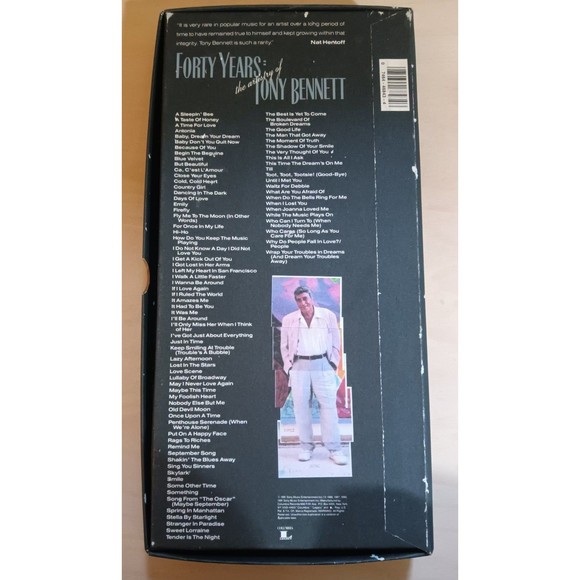 "It is very rare in popular music for an artist over a long period of
time to have remained true to himself and kept growing within that
integrity. Tony Bennett is such a rarity."
Nat Hentoff
FORTY YEARS:
the artistry of
TONY BENNETT
A Sleepin' Bee
A Taste Of Honey
A Time For Love
Antonia
Baby, Dream Your Dream
Baby Don't You Quit Now
Because Of You
Begin The Beguine
Blue Velvet
But Beautiful
Ca, C'est L'Amour
Close Your Eyes
Cold, Cold Heart
Country Girl
Dancing In The Dark
Days Of Love
Emily
Firefly
Fly Me To The Moon (In Other
Words)
For Once In My Life
Hi-Ho
How Do You Keep The Music
Playing
I Do Not Know A Day I Did Not
Love You
I Get A Kick Out Of You
I Got Lost In Her Arms
I Left My Heart In San Francisco
I Walk A Little Faster
I Wanna Be Around
If I Love Again
If I Ruled The World
It Amazes Me
It Had To Be You
It Was Me
I'll Be Around
I'll Only Miss Her When I Think
of Her
I've Got Just About Everything
Just In Time
Keep Smiling At Trouble
(Trouble's A Bubble)
Lazy Afternoon
Lost In The Stars
Love Scene
Lullaby Of Broadway
May I Never Love Again
Maybe This Time
My Foolish Heart
Nobody Else But Me
Old Devil Moon
Once Upon A Time
Penthouse Serenade (When
We're Alone)
Put On A Happy Face
Rags To Riches
Remind Me
September Song
Shakin' The Blues Away
Sing You Sinners
Skylark
Smile
Some Other Time
Something
Song From "The Oscar"
(Maybe September)
Spring In Manhattan
Stella By Starlight
Stranger In Paradise
Sweet Lorraine
Tender Is The Night
The Best Is Yet To Come
The Boulevard Of
Broken Dreams
The Good Life
The Man That Got Away
The Moment Of Truth
The Shadow Of Your Smile
The Very Thought Of You
This Is All I Ask
This Time The Dream's On Me
Till
Toot, Toot, Tootsie! (Good-Bye)
Until I Met You
Waltz For Debbie
What Are You Afraid Of
When Do The Bells Ring For Me
When I Lost You
When Joanna Loved Me
While The Music Plays On
Who Can I Turn To (When
Nobody Needs Me)
Who Cares (So Long As You
Care For Me)
Why Do People Fall In Love?/
People
Wrap Your Troubles In Dreams
(And Dream Your Troubles
Away)